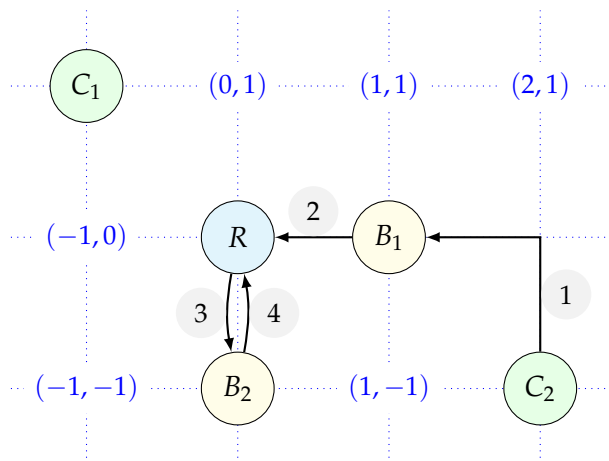 C₁ (0, 1) (1, 1) (2, 1)
2
(−1, 0) R B₁
3 4 1
(−1, −1) B₂ (1, −1) C₂